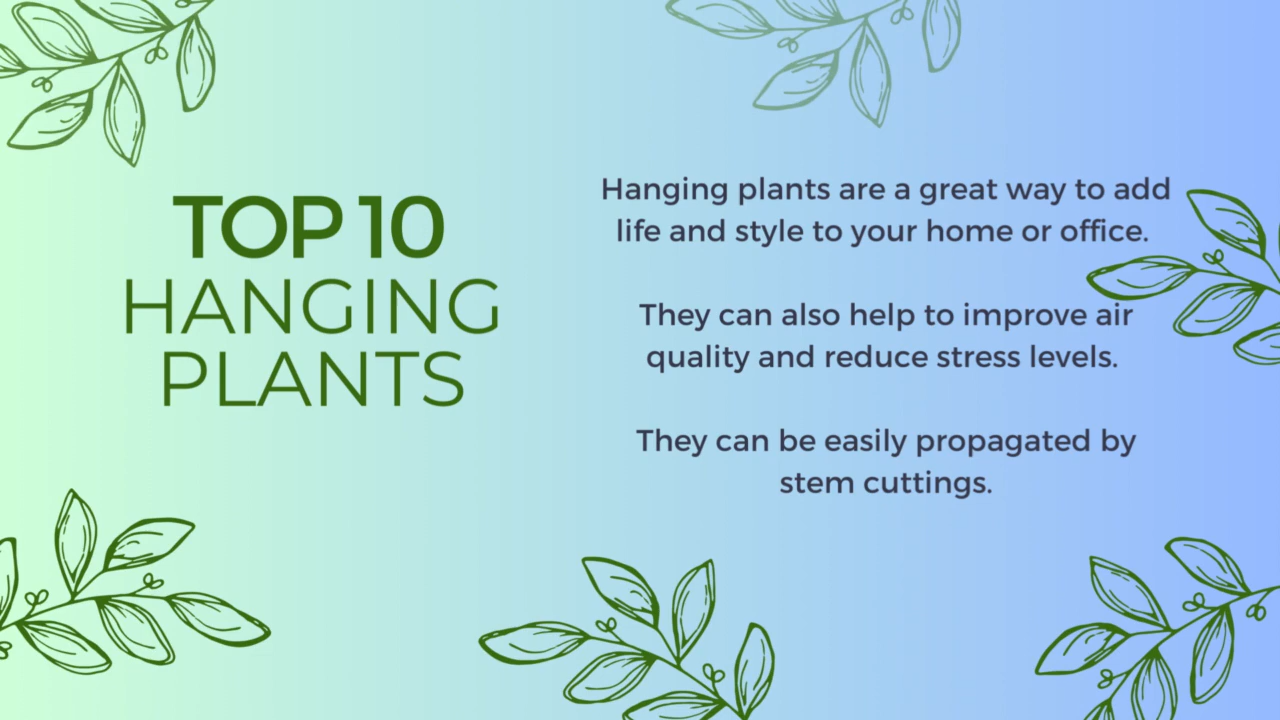 TOP 10
HANGING
PLANTS
Hanging plants are a great way to add
life and style to your home or office.
They can also help to improve air
quality and reduce stress levels.
They can be easily propagated by
stem cuttings.